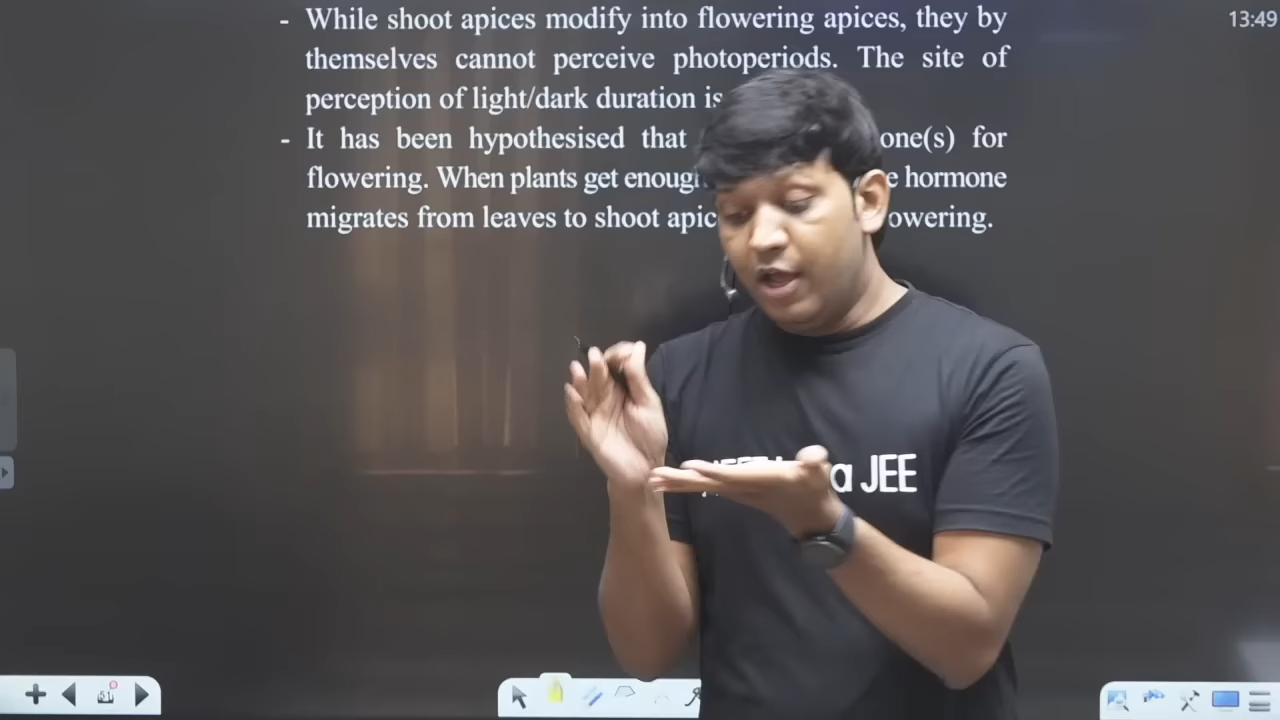 - While shoot apices modify into flowering apices, they by
themselves cannot perceive photoperiods. The site of
perception of light/dark duration is
- It has been hypothesised that one(s) for
flowering. When plants get enough hormone
migrates from leaves to shoot apic owering.
13:49
a JEE